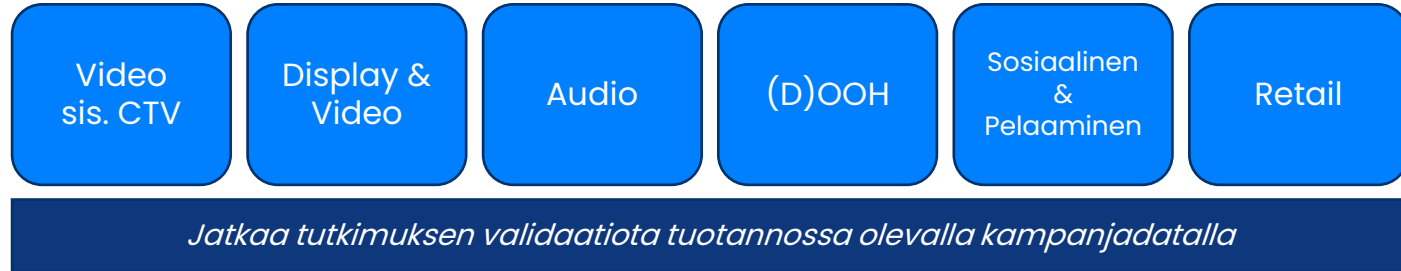 Video
sis. CTV
Display &
Video
Audio
(D)OOH
Sosiaalinen
&
Pelaaminen
Retail
Jatkaa tutkimuksen validaatiota tuotannossa olevalla kampanjadatalla